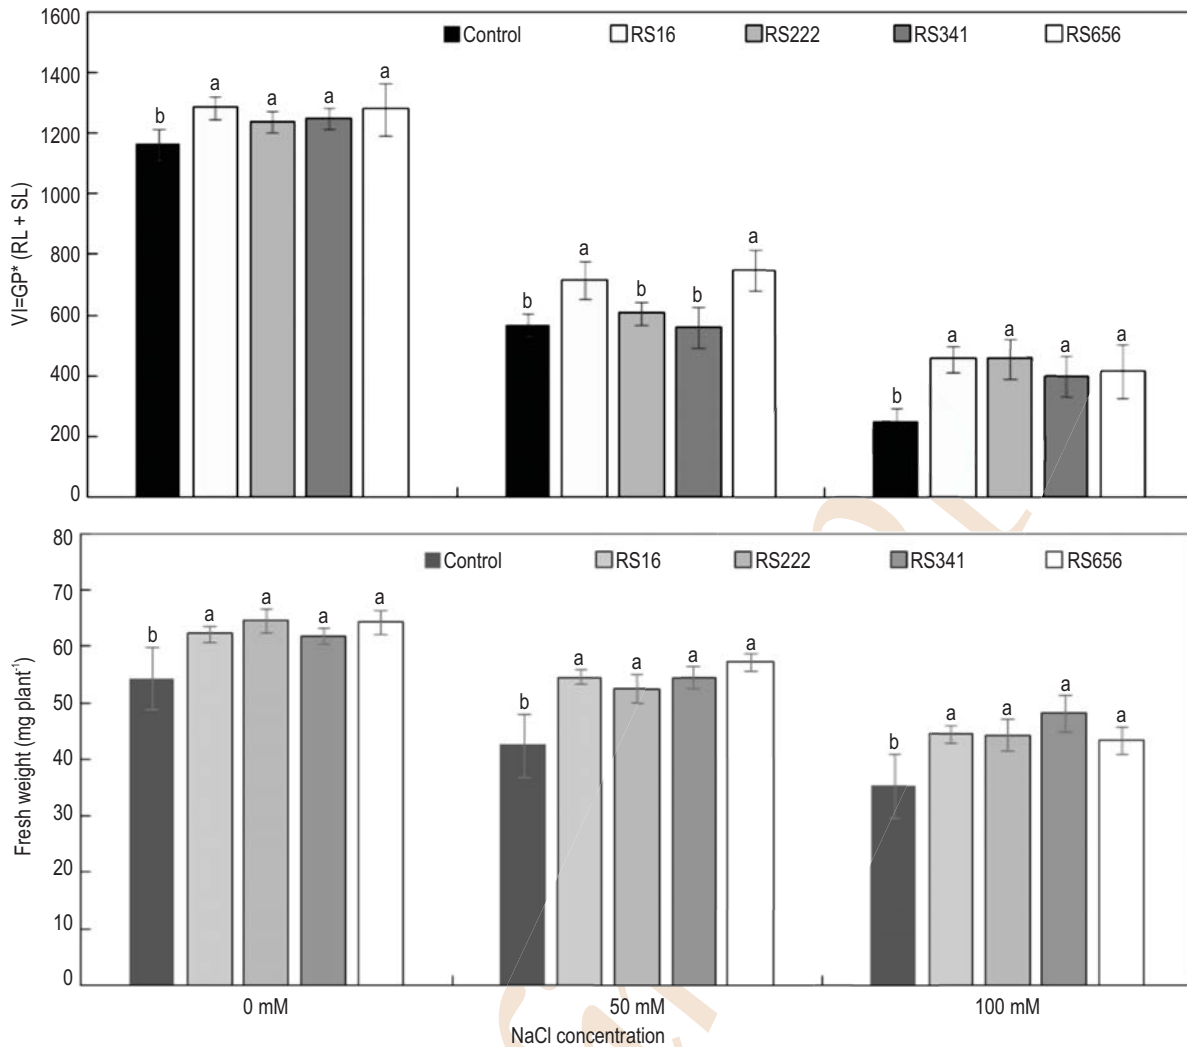 1600
Control RS16 RS222 RS341 RS656
1400
1200
1000
800
600
400
200
0
VI=GP* (RL + SL)
b a a a a
b a b b a
b a a a a
80
Control RS16 RS222 RS341 RS656
70
60
50
40
30
20
10
0
Fresh weight (mg plant⁻¹)
b a a a a
b a a a a
b a a a a
0 mM 50 mM 100 mM
NaCl concentration